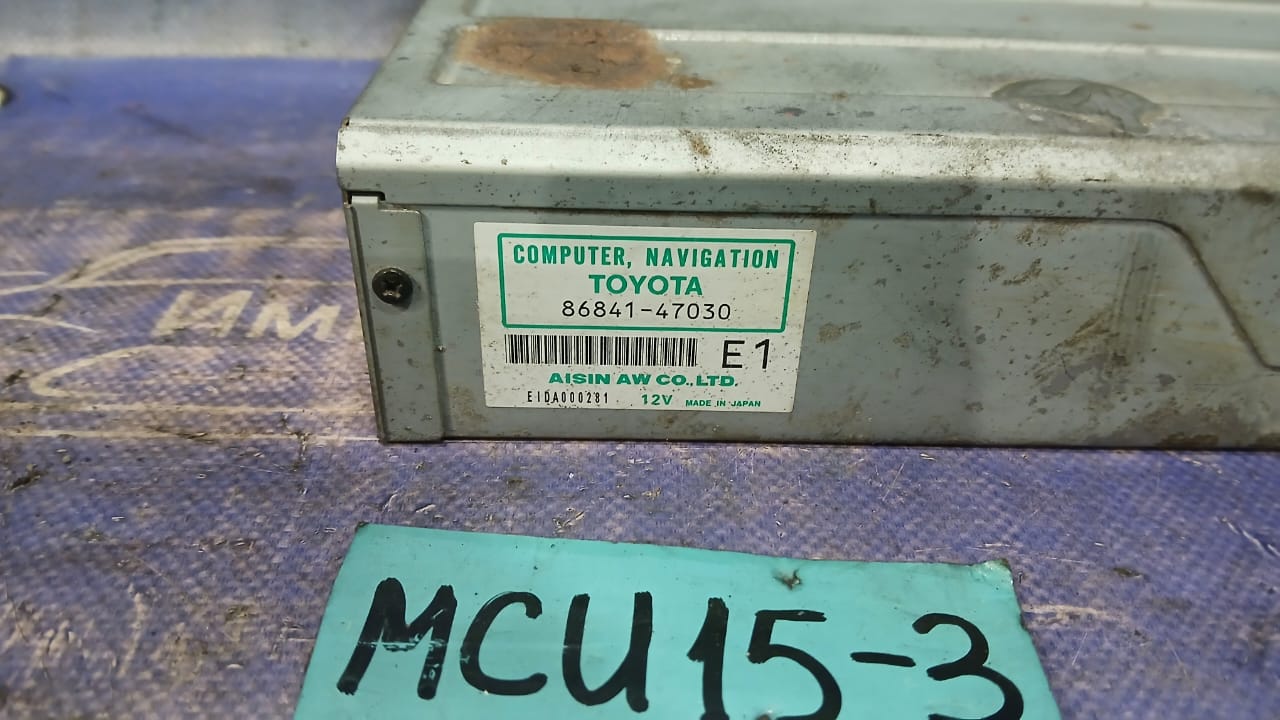 COMPUTER, NAVIGATION
TOYOTA
86841-47030
E1
AISIN AW CO., LTD.
E1DA000281 12V MADE IN JAPAN
MCU15-3